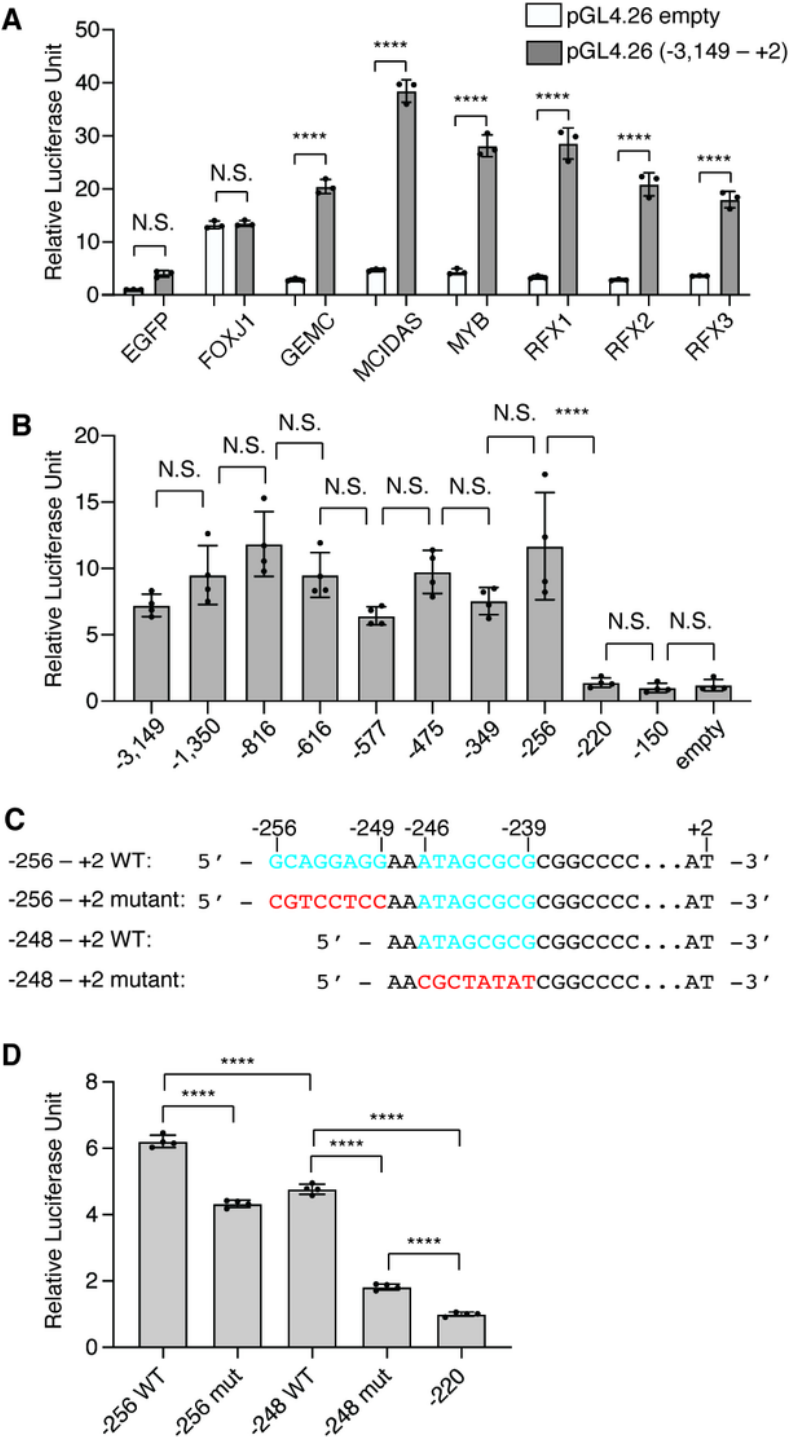 A
pGL4.26 empty
pGL4.26 (-3,149 – +2)
Relative Luciferase Unit
50
40
30
20
10
0
N.S.
N.S.
****
****
****
****
****
****
EGFP
FOXJ1
GEMC
MCIDAS
MYB
RFX1
RFX2
RFX3
B
Relative Luciferase Unit
20
15
10
5
0
N.S.
N.S.
N.S.
N.S.
N.S.
N.S.
N.S.
****
N.S.
N.S.
-3,149
-1,350
-816
-616
-577
-475
-349
-256
-220
-150
empty
C
-256 -249 -246 -239 +2
-256 – +2 WT: 5′ – GCAGGAGGAAATAGCGCGCGGCCCC...AT –3′
-256 – +2 mutant: 5′ – CGTCCTCCAAATAGCGCGCGGCCCC...AT –3′
-248 – +2 WT: 5′ – AAATAGCGCGCGGCCCC...AT –3′
-248 – +2 mutant: 5′ – AACGCTATATCGGCCCC...AT –3′
D
Relative Luciferase Unit
8
6
4
2
0
****
****
****
****
****
-256 WT
-256 mut
-248 WT
-248 mut
-220